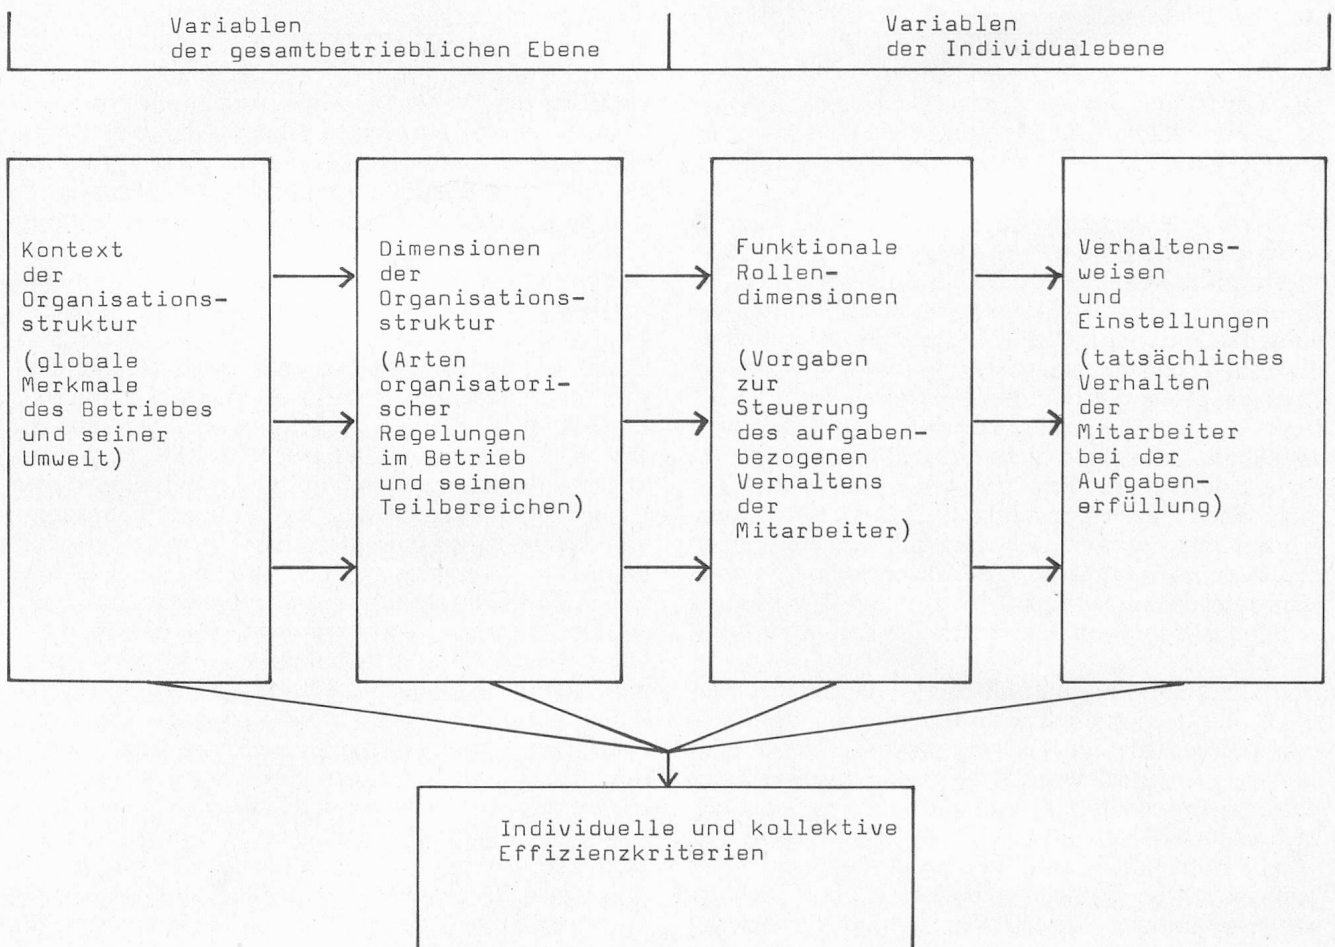 Variablen
der gesamtbetrieblichen Ebene
Variablen
der Individualebene
Kontext
der
Organisations-
struktur
(globale
Merkmale
des Betriebes
und seiner
Umwelt)
Dimensionen
der
Organisations-
struktur
(Arten
organisatori-
scher
Regelungen
im Betrieb
und seinen
Teilbereichen)
Funktionale
Rollen-
dimensionen
(Vorgaben
zur
Steuerung
des aufgaben-
bezogenen
Verhaltens
der
Mitarbeiter)
Verhaltens-
weisen
und
Einstellungen
(tatsächliches
Verhalten
der
Mitarbeiter
bei der
Aufgaben-
erfüllung)
Individuelle und kollektive
Effizienzkriterien